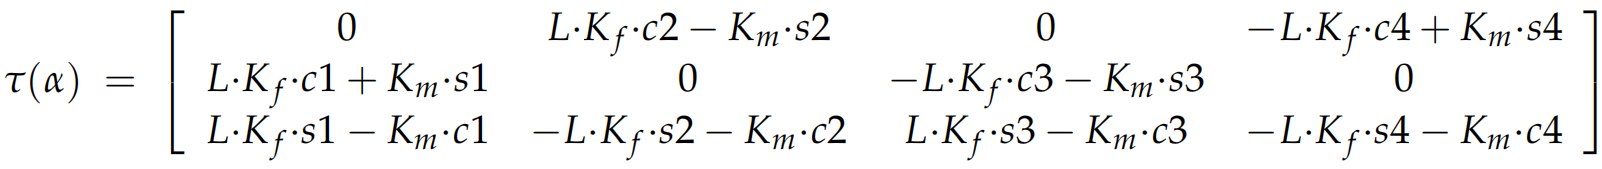 0 L·K_f·c2 − K_m·s2 0 −L·K_f·c4 + K_m·s4
τ(α) = L·K_f·c1 + K_m·s1 0 −L·K_f·c3 − K_m·s3 0
L·K_f·s1 − K_m·c1 −L·K_f·s2 − K_m·c2 L·K_f·s3 − K_m·c3 −L·K_f·s4 − K_m·c4